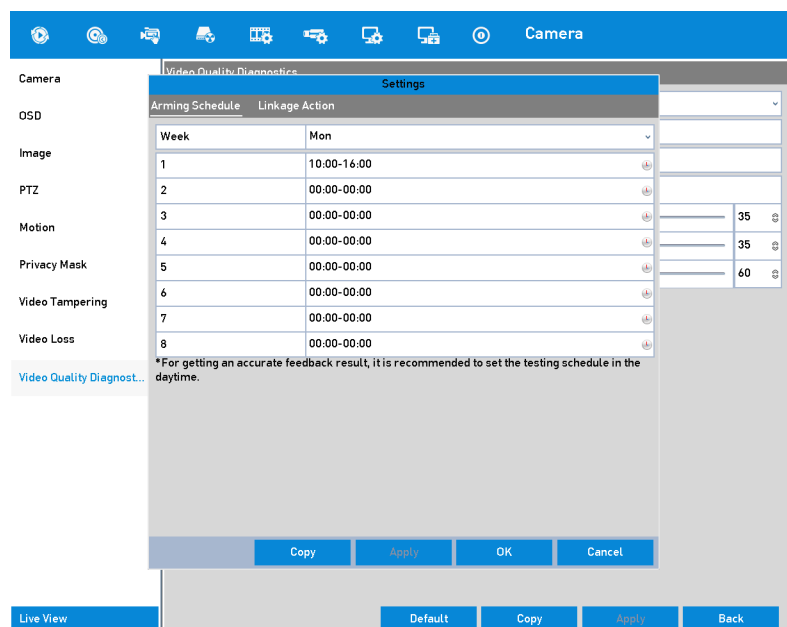 Camera
Camera
OSD
Image
PTZ
Motion
Privacy Mask
Video Tampering
Video Loss
Video Quality Diagnost...
Live View
Video Quality Diagnostics
Settings
Arming Schedule Linkage Action
Week Mon
1 10:00-16:00
2 00:00-00:00
3 00:00-00:00
4 00:00-00:00
5 00:00-00:00
6 00:00-00:00
7 00:00-00:00
8 00:00-00:00
*For getting an accurate feedback result, it is recommended to set the testing schedule in the
daytime.
Copy Apply OK Cancel
35
35
60
Default Copy Apply Back